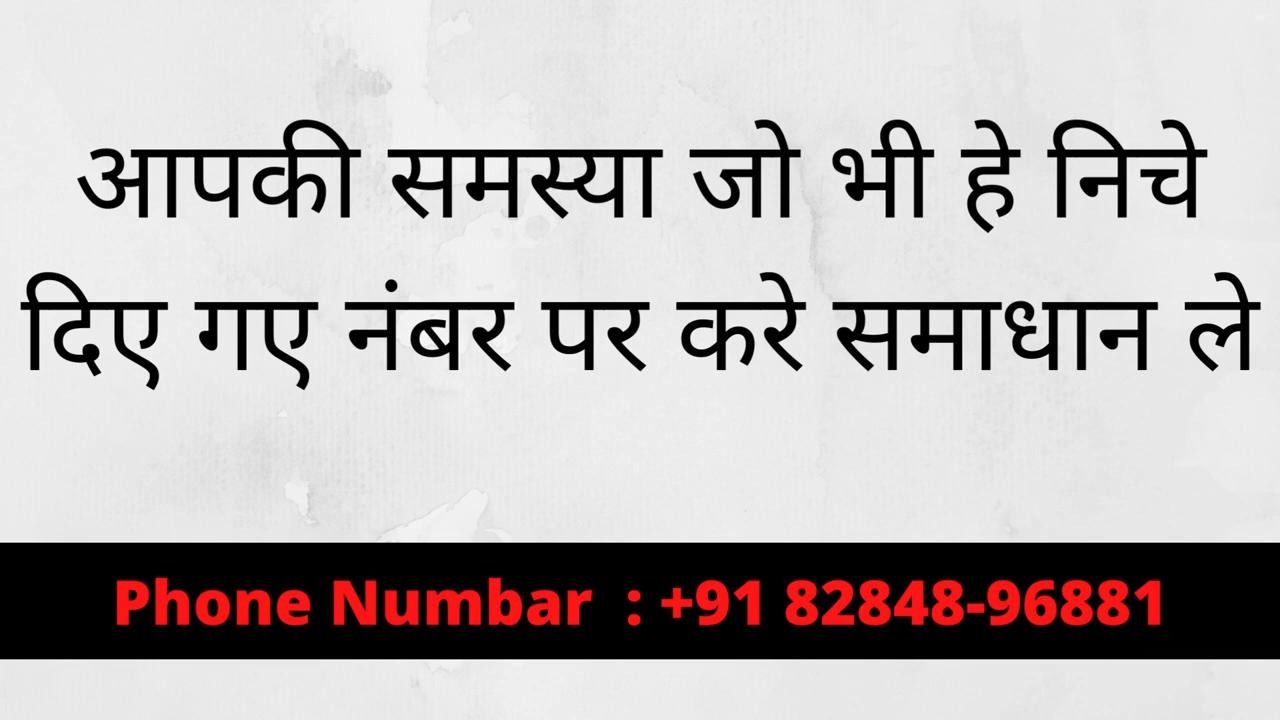 आपकी समस्या जो भी हे निचे
दिए गए नंबर पर करे समाधान ले
Phone Numbar : +91 82848-96881